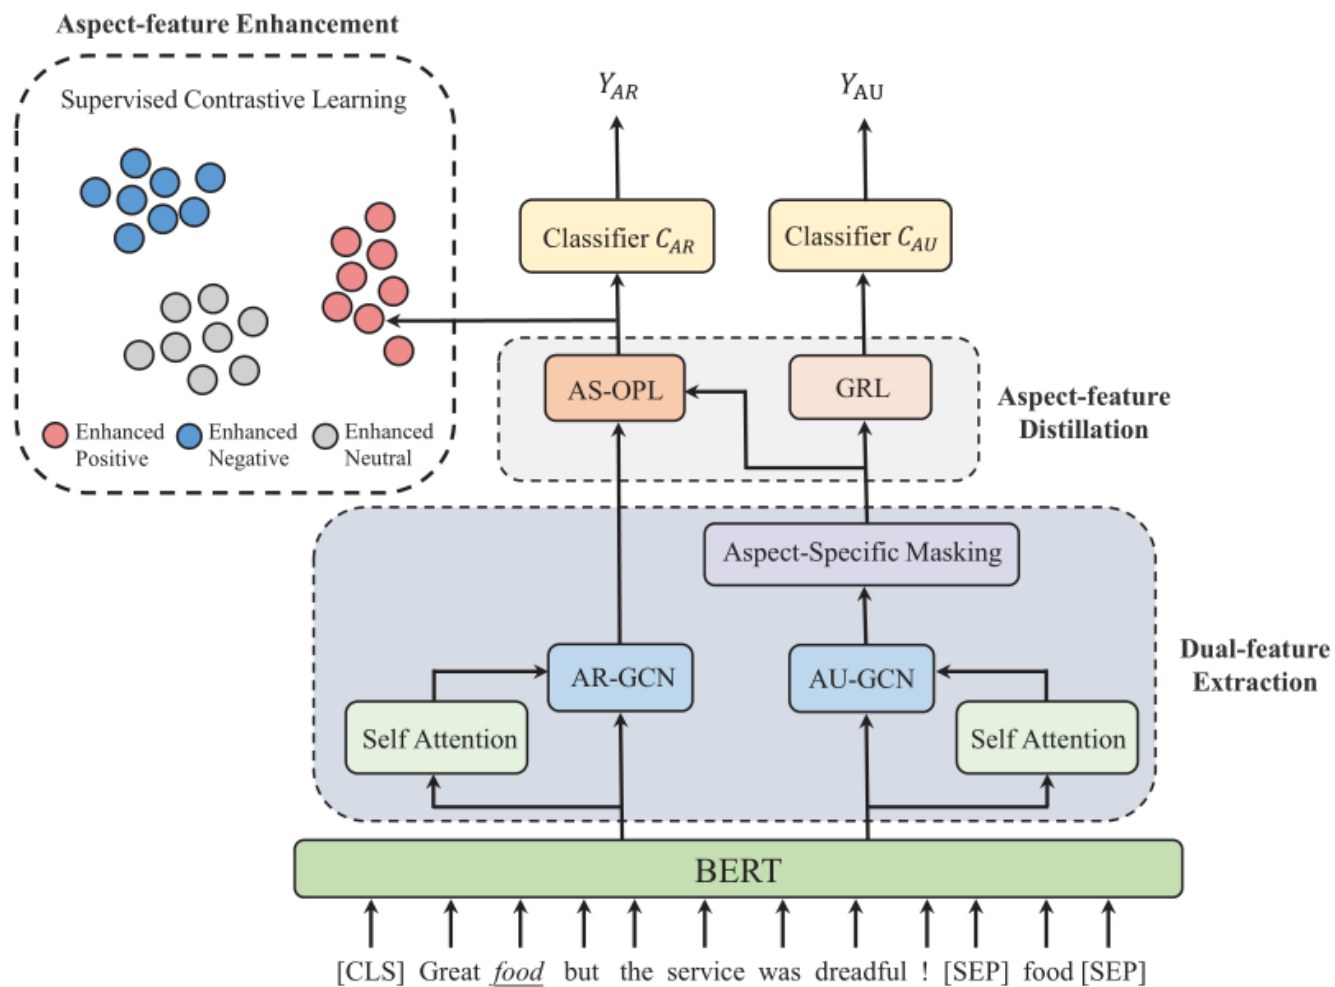 Aspect-feature Enhancement
Supervised Contrastive Learning
Enhanced
Positive
Enhanced
Negative
Enhanced
Neutral
Y_AR
Y_AU
Classifier C_AR
Classifier C_AU
AS-OPL
GRL
Aspect-feature
Distillation
Aspect-Specific Masking
AR-GCN
AU-GCN
Self Attention
Self Attention
Dual-feature
Extraction
BERT
[CLS] Great food but the service was dreadful ! [SEP] food [SEP]